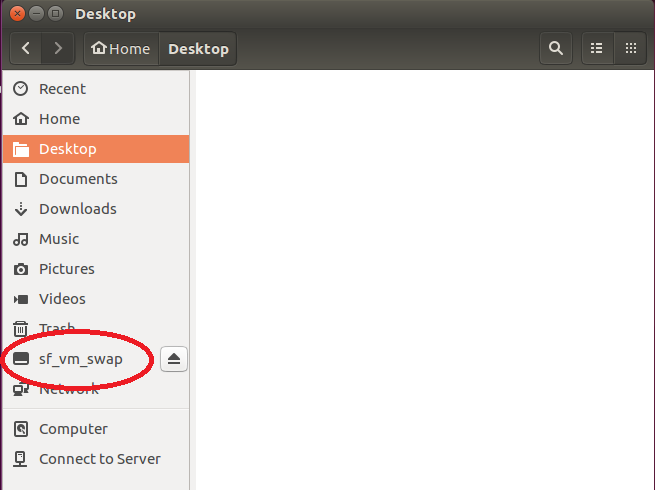 Desktop
Home Desktop
Recent
Home
Desktop
Documents
Downloads
Music
Pictures
Videos
Trash
sf_vm_swap
Network
Computer
Connect to Server